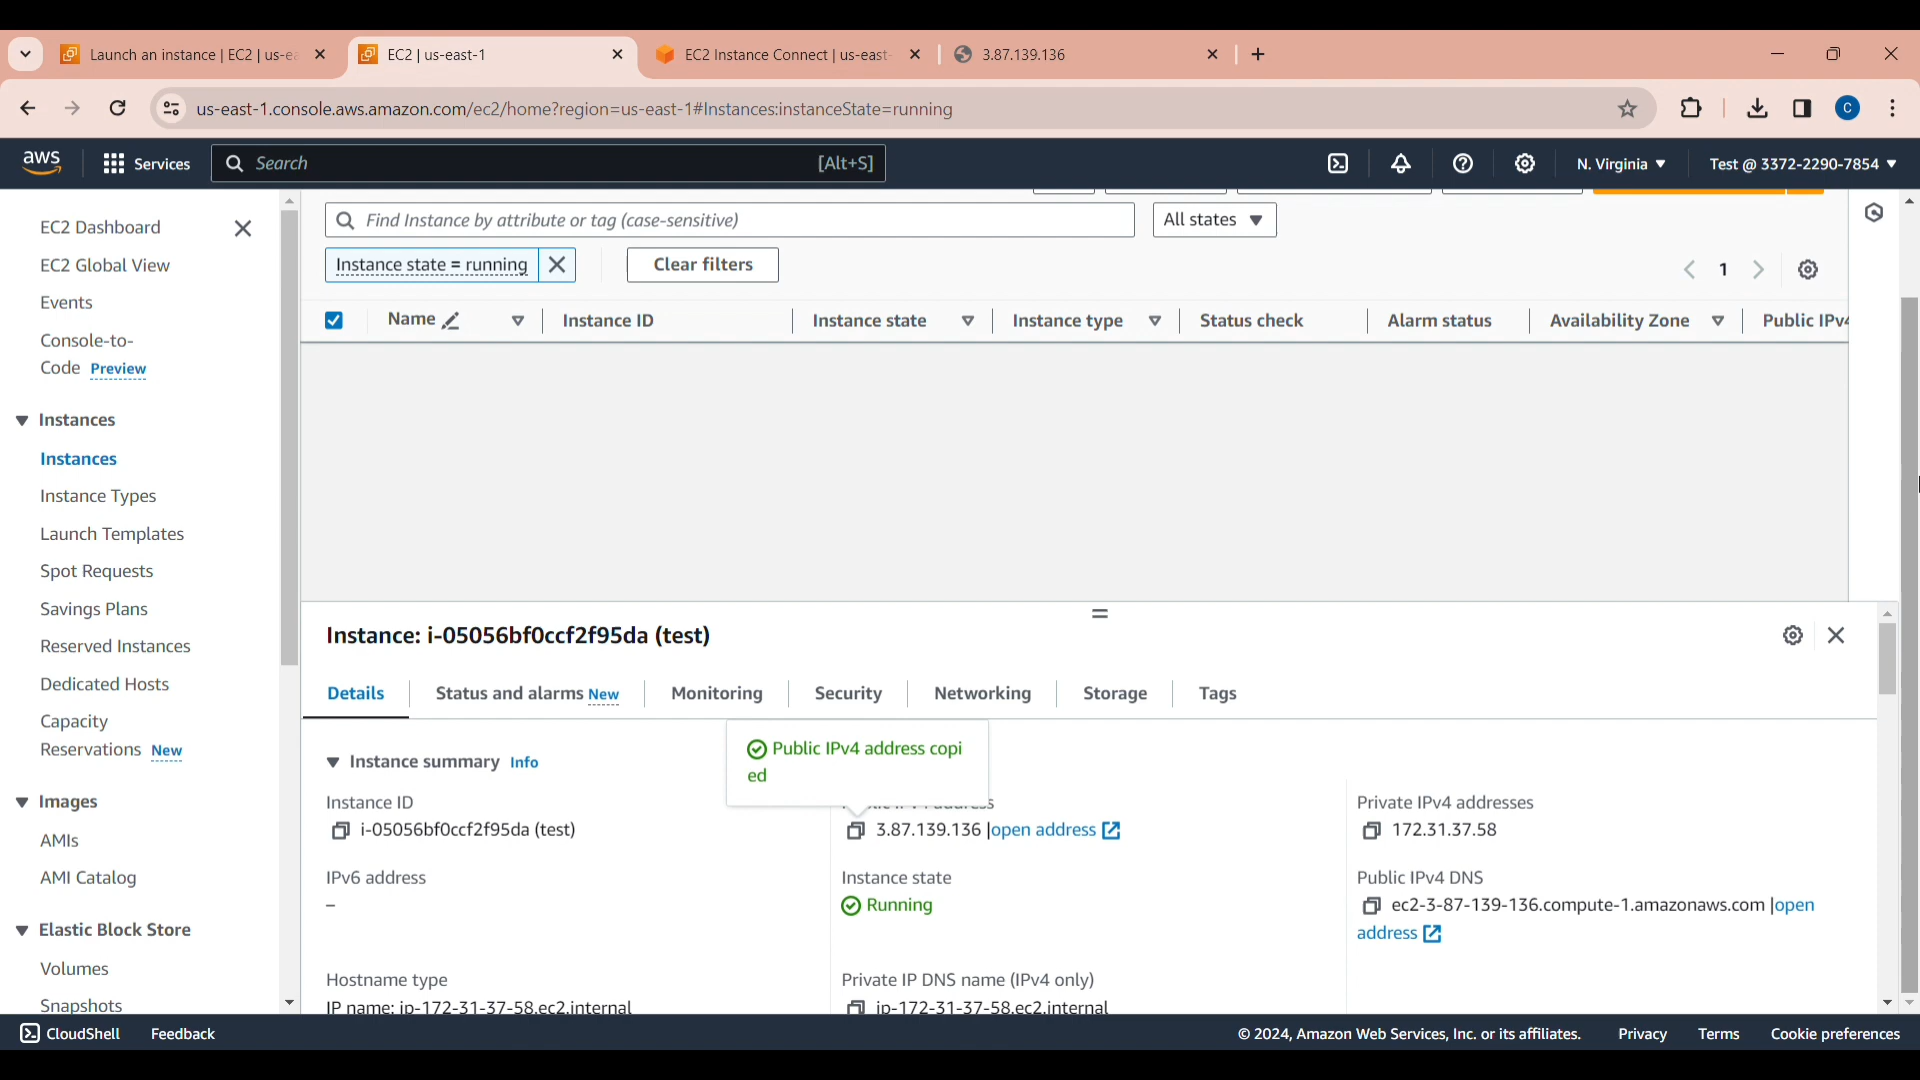 Launch an instance | EC2 | us-ea
EC2 | us-east-1
EC2 Instance Connect | us-east-
3.87.139.136
us-east-1.console.aws.amazon.com/ec2/home?region=us-east-1#Instances:instanceState=running
C
aws
Services
Search
[Alt+S]
N. Virginia
Test @ 3372-2290-7854
EC2 Dashboard
EC2 Global View
Events
Console-to-
Code Preview
Instances
Instances
Instance Types
Launch Templates
Spot Requests
Savings Plans
Reserved Instances
Dedicated Hosts
Capacity
Reservations New
Images
AMIs
AMI Catalog
Elastic Block Store
Volumes
Snapshots
Find Instance by attribute or tag (case-sensitive)
All states
Instance state = running
Clear filters
1
Name
Instance ID
Instance state
Instance type
Status check
Alarm status
Availability Zone
Public IPv4
Instance: i-05056bf0ccf2f95da (test)
Details
Status and alarms New
Monitoring
Security
Networking
Storage
Tags
Public IPv4 address copi
ed
Instance summary Info
Instance ID
i-05056bf0ccf2f95da (test)
3.87.139.136 |open address
Private IPv4 addresses
172.31.37.58
IPv6 address
–
Instance state
Running
Public IPv4 DNS
ec2-3-87-139-136.compute-1.amazonaws.com |open
address
Hostname type
IP name: ip-172-31-37-58.ec2.internal
Private IP DNS name (IPv4 only)
ip-172-31-37-58.ec2.internal
CloudShell
Feedback
© 2024, Amazon Web Services, Inc. or its affiliates.
Privacy
Terms
Cookie preferences